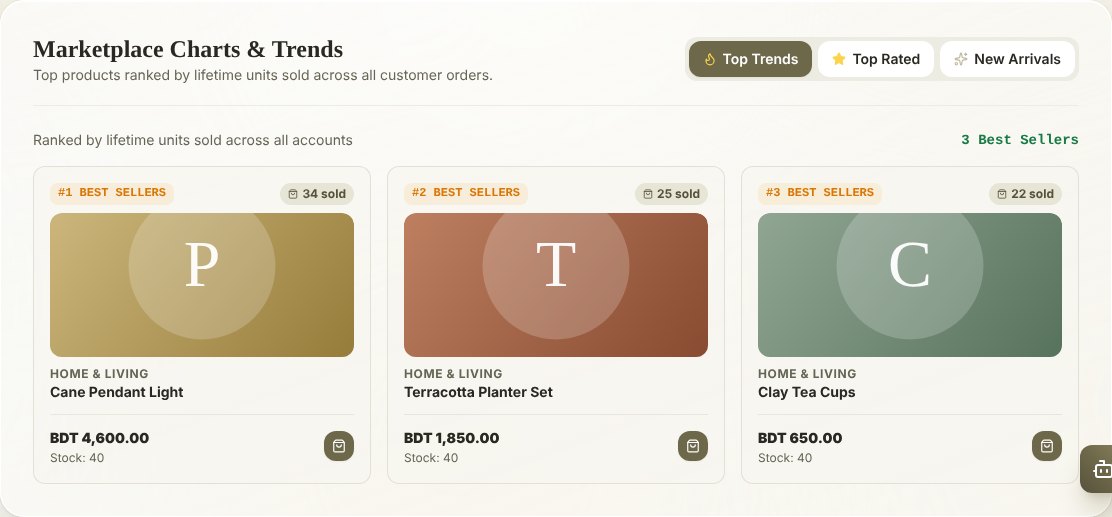 Marketplace Charts & Trends
Top products ranked by lifetime units sold across all customer orders.
Top Trends
Top Rated
New Arrivals
Ranked by lifetime units sold across all accounts
3 Best Sellers
#1 BEST SELLERS
34 sold
P
HOME & LIVING
Cane Pendant Light
BDT 4,600.00
Stock: 40
#2 BEST SELLERS
25 sold
T
HOME & LIVING
Terracotta Planter Set
BDT 1,850.00
Stock: 40
#3 BEST SELLERS
22 sold
C
HOME & LIVING
Clay Tea Cups
BDT 650.00
Stock: 40